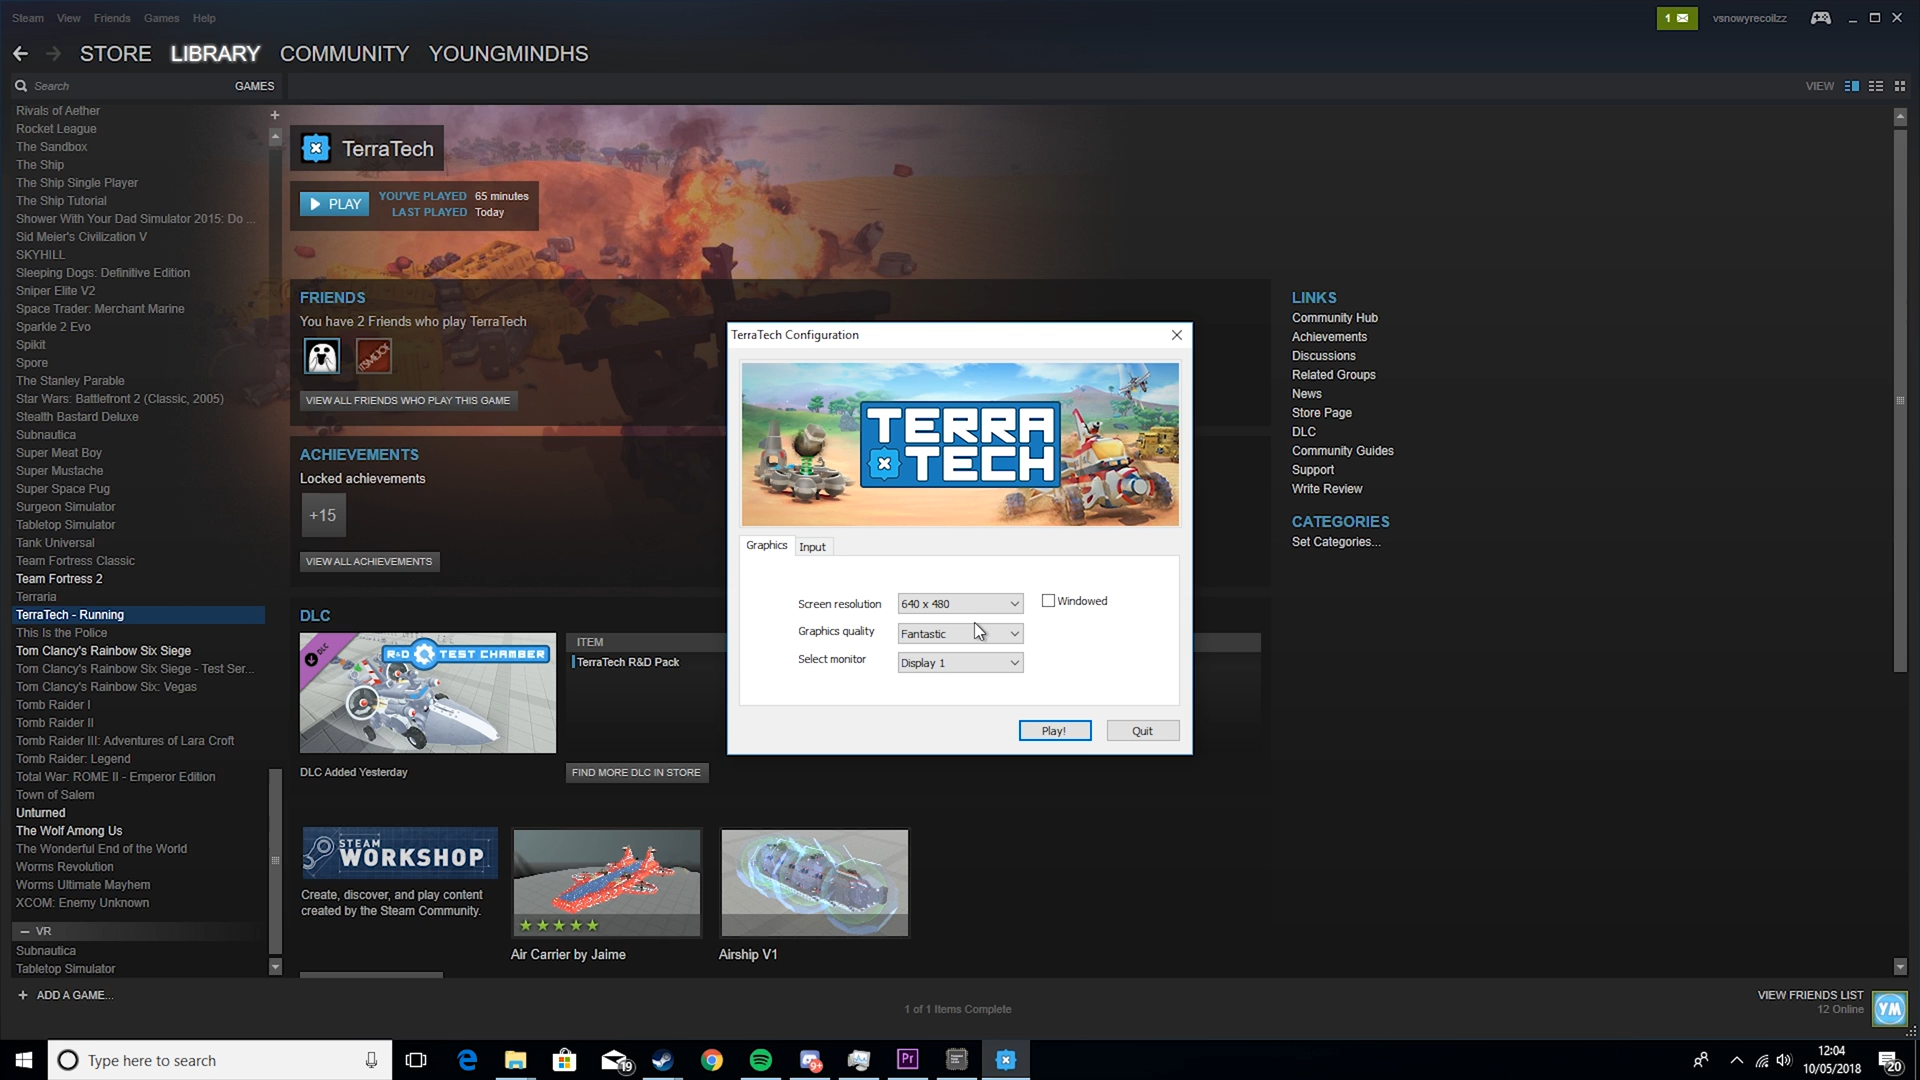 Steam View Friends Games Help
1
vsnowyrecoilzz
STORE LIBRARY COMMUNITY YOUNGMINDHS
Search
GAMES
VIEW
Rivals of Aether
Rocket League
The Sandbox
The Ship
The Ship Single Player
The Ship Tutorial
Shower With Your Dad Simulator 2015: Do ...
Sid Meier's Civilization V
SKYHILL
Sleeping Dogs: Definitive Edition
Sniper Elite V2
Space Trader: Merchant Marine
Sparkle 2 Evo
Spikit
Spore
The Stanley Parable
Star Wars: Battlefront 2 (Classic, 2005)
Stealth Bastard Deluxe
Subnautica
Super Meat Boy
Super Mustache
Super Space Pug
Surgeon Simulator
Tabletop Simulator
Tank Universal
Team Fortress Classic
Team Fortress 2
Terraria
TerraTech - Running
This Is the Police
Tom Clancy's Rainbow Six Siege
Tom Clancy's Rainbow Six Siege - Test Ser...
Tom Clancy's Rainbow Six: Vegas
Tomb Raider I
Tomb Raider II
Tomb Raider III: Adventures of Lara Croft
Tomb Raider: Legend
Total War: ROME II - Emperor Edition
Town of Salem
Unturned
The Wolf Among Us
The Wonderful End of the World
Worms Revolution
Worms Ultimate Mayhem
XCOM: Enemy Unknown
VR
Subnautica
Tabletop Simulator
ADD A GAME...
TerraTech
PLAY
YOU'VE PLAYED 65 minutes
LAST PLAYED Today
FRIENDS
You have 2 Friends who play TerraTech
VIEW ALL FRIENDS WHO PLAY THIS GAME
ACHIEVEMENTS
Locked achievements
+15
VIEW ALL ACHIEVEMENTS
DLC
DLC
R&D TEST CHAMBER
DLC Added Yesterday
ITEM
TerraTech R&D Pack
FIND MORE DLC IN STORE
STEAM
WORKSHOP
Create, discover, and play content
created by the Steam Community.
Air Carrier by Jaime
Airship V1
TerraTech Configuration
TERRA
TECH
Graphics
Input
Screen resolution
640 x 480
Windowed
Graphics quality
Fantastic
Select monitor
Display 1
Play!
Quit
LINKS
Community Hub
Achievements
Discussions
Related Groups
News
Store Page
DLC
Community Guides
Support
Write Review
CATEGORIES
Set Categories...
1 of 1 Items Complete
VIEW FRIENDS LIST
12 Online
YM
Type here to search
19
9+
Pr
12:04
10/05/2018
20